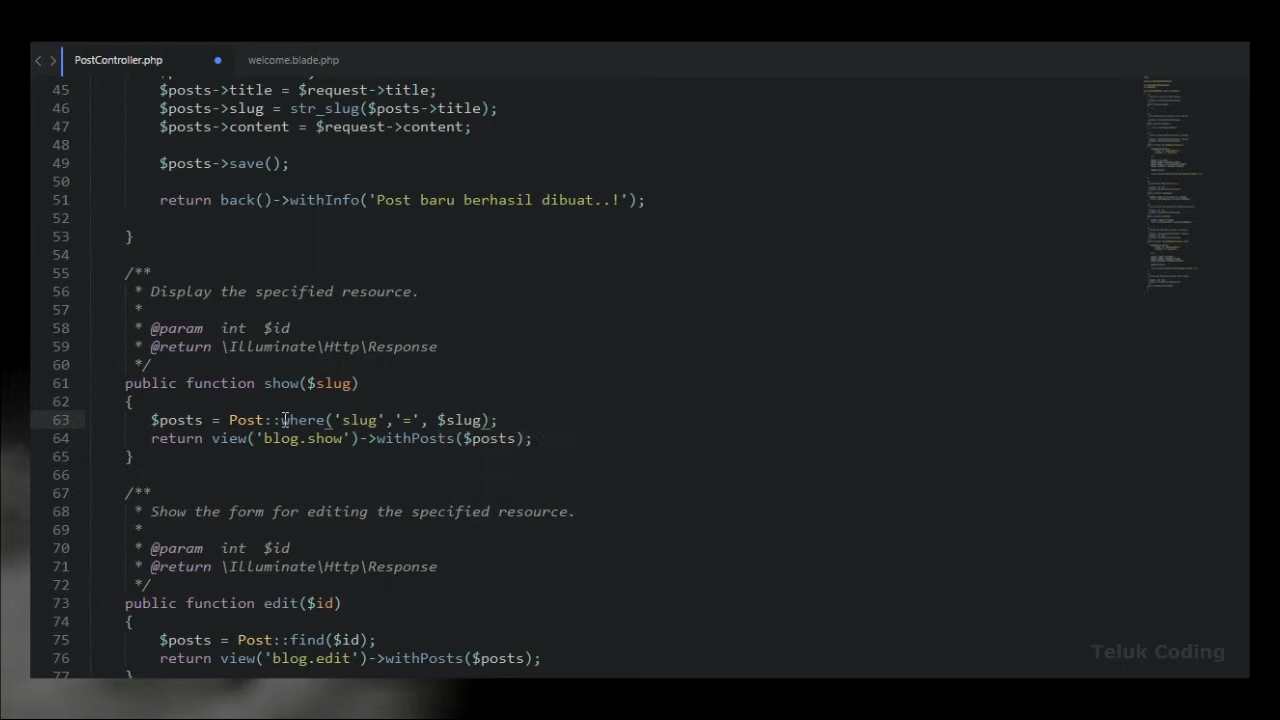 PostController.php
welcome.blade.php
45 $posts->title = $request->title;
46 $posts->slug = str_slug($posts->title);
47 $posts->content = $request->content;
48
49 $posts->save();
50
51 return back()->withInfo('Post baru berhasil dibuat..!');
52
53 }
54
55 /**
56 * Display the specified resource.
57 *
58 * @param  int  $id
59 * @return \Illuminate\Http\Response
60 */
61 public function show($slug)
62 {
63 $posts = Post::where('slug','=', $slug);
64 return view('blog.show')->withPosts($posts);
65 }
66
67 /**
68 * Show the form for editing the specified resource.
69 *
70 * @param  int  $id
71 * @return \Illuminate\Http\Response
72 */
73 public function edit($id)
74 {
75 $posts = Post::find($id);
76 return view('blog.edit')->withPosts($posts);
77 }
Teluk Coding